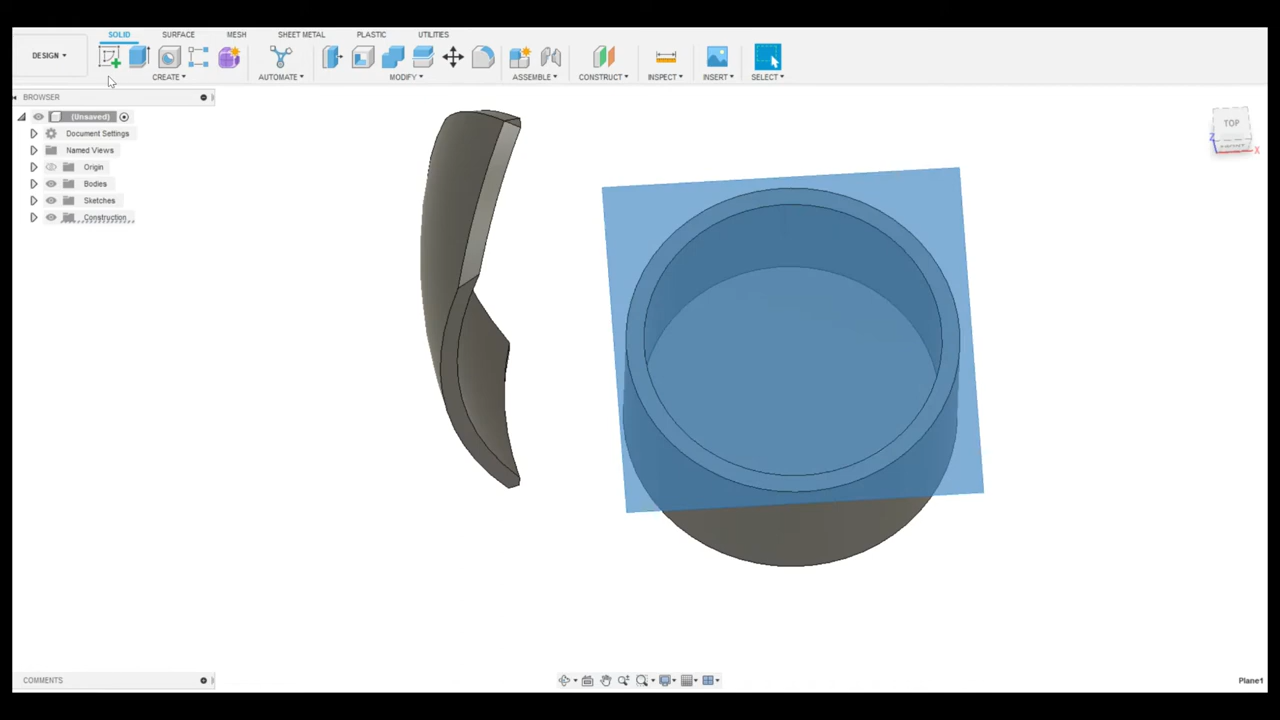 SOLID SURFACE MESH SHEET METAL PLASTIC UTILITIES
DESIGN
CREATE AUTOMATE MODIFY ASSEMBLE CONSTRUCT INSPECT INSERT SELECT
BROWSER
(Unsaved)
Document Settings
Named Views
Origin
Bodies
Sketches
Construction
TOP
FRONT
Z
X
COMMENTS
Plane1